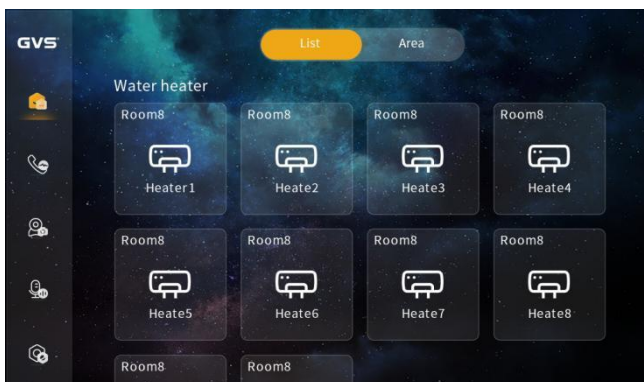 GVS
List Area
Water heater
Room8 Room8 Room8 Room8
Heater1 Heate2 Heate3 Heate4
Room8 Room8 Room8 Room8
Heate5 Heate6 Heate7 Heate8
Room8 Room8